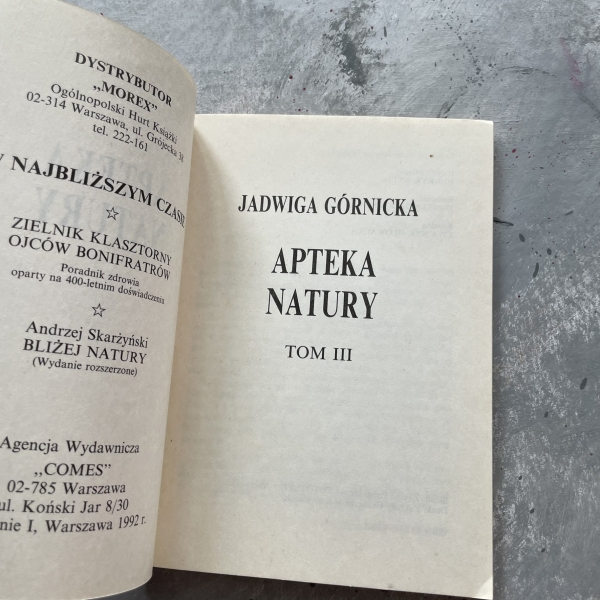 DYSTRYBUTOR
„MOREX"
Ogólnopolski Hurt Książki
02-314 Warszawa, ul. Grójecka
tel. 222-161
NAJBLIŻSZYM CZASIE
☆
ZIELNIK KLASZTORNY
OJCÓW BONIFRATRÓW
Poradnik zdrowia
oparty na 400-letnim doświadczeniu
☆
Andrzej Skarżyński
BLIŻEJ NATURY
(Wydanie rozszerzone)
Agencja Wydawnicza
„COMES"
02-785 Warszawa
ul. Koński Jar 8/30
nie I, Warszawa 1992 r.
JADWIGA GÓRNICKA
APTEKA
NATURY
TOM III